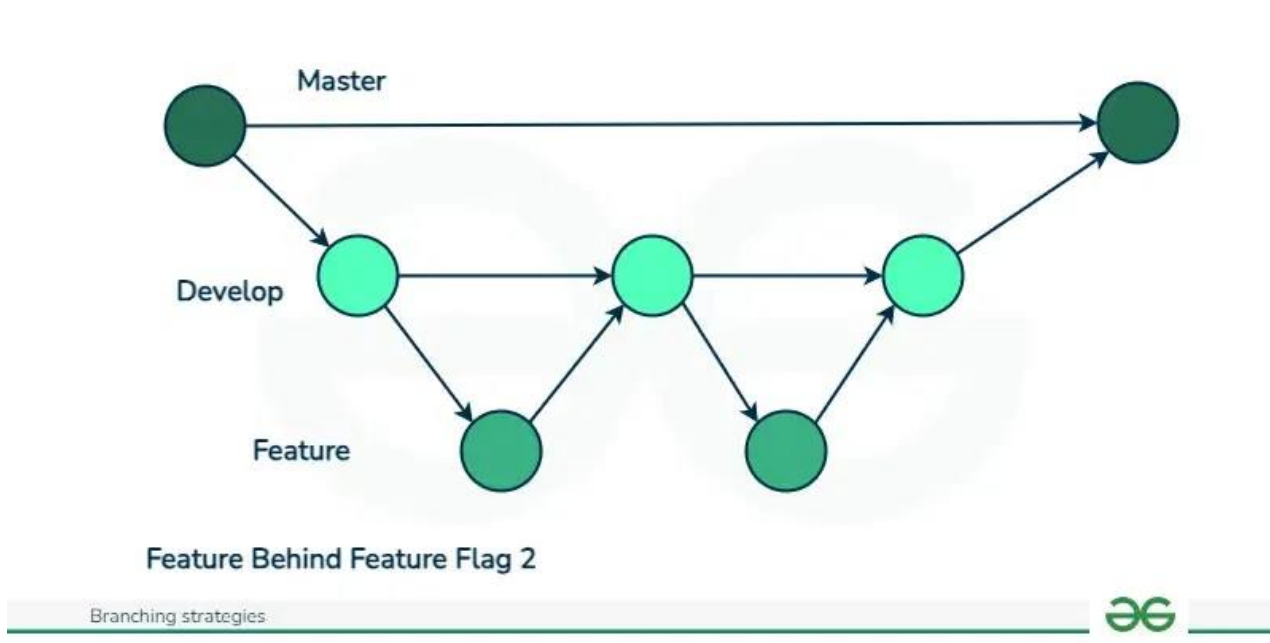 Master
Develop
Feature
Feature Behind Feature Flag 2
Branching strategies